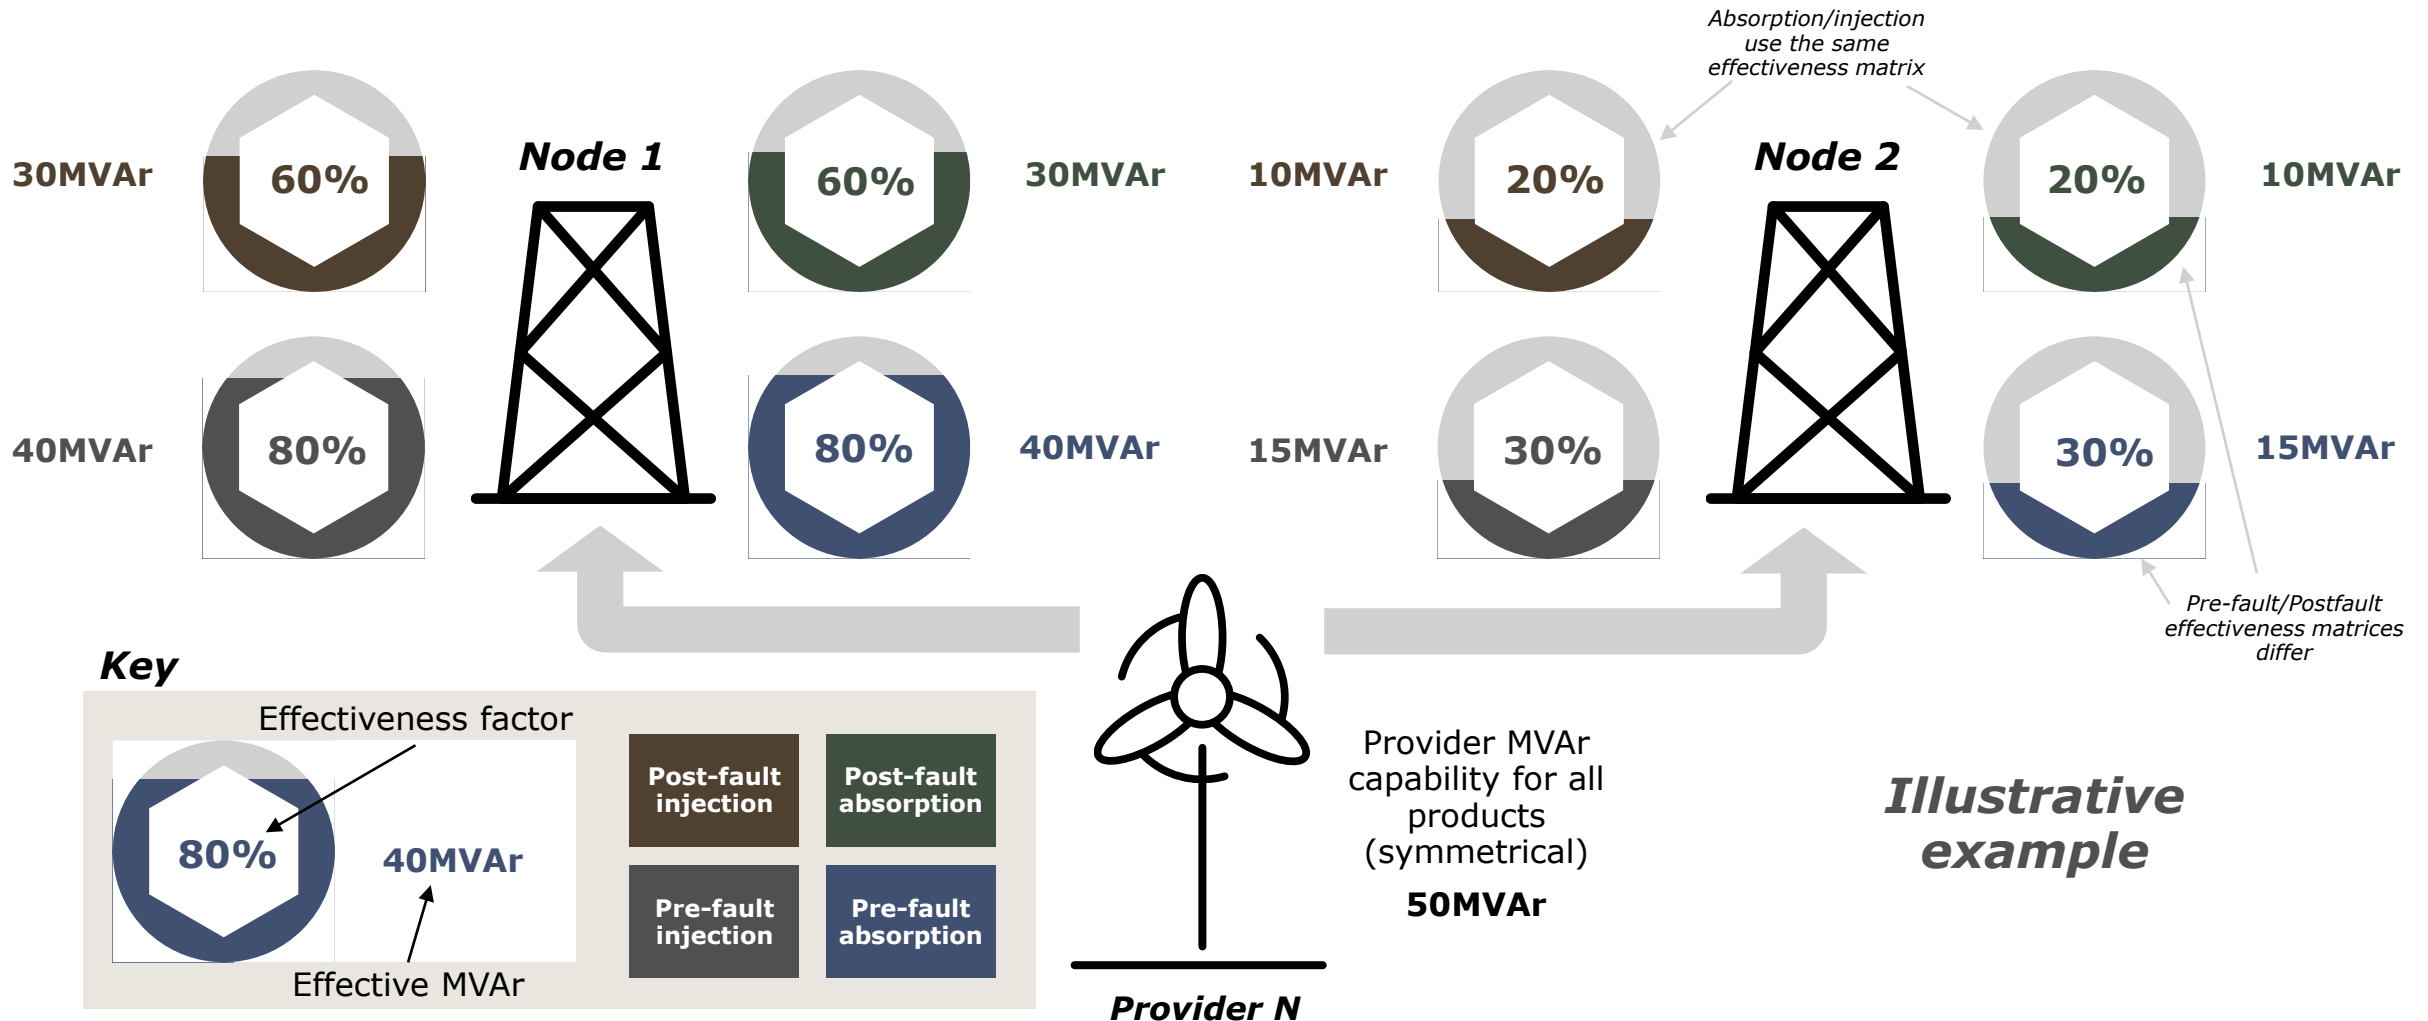 Absorption/injection
use the same
effectiveness matrix
30MVAr
60%
Node 1
60%
30MVAr
10MVAr
20%
Node 2
20%
10MVAr
40MVAr
80%
80%
40MVAr
15MVAr
30%
30%
15MVAr
Pre-fault/Postfault
effectiveness matrices
differ
Key
Effectiveness factor
80%
40MVAr
Effective MVAr
Post-fault
injection
Post-fault
absorption
Pre-fault
injection
Pre-fault
absorption
Provider MVAr
capability for all
products
(symmetrical)
50MVAr
Provider N
Illustrative
example